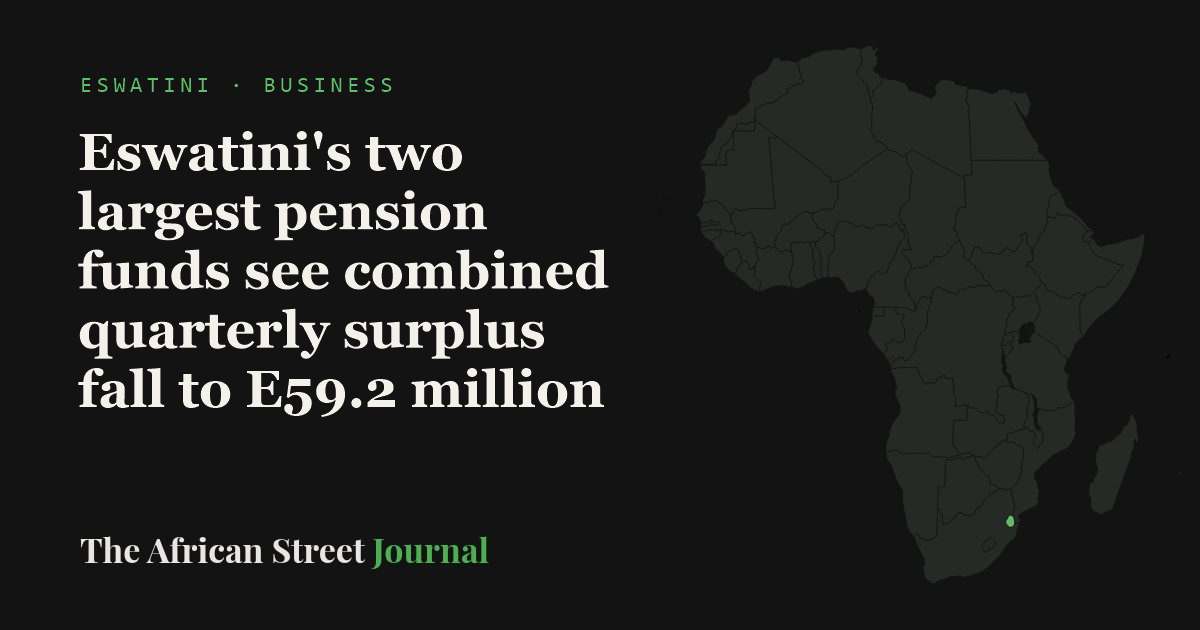 ESWATINI · BUSINESS
Eswatini's two
largest pension
funds see combined
quarterly surplus
fall to E59.2 million
The African Street Journal